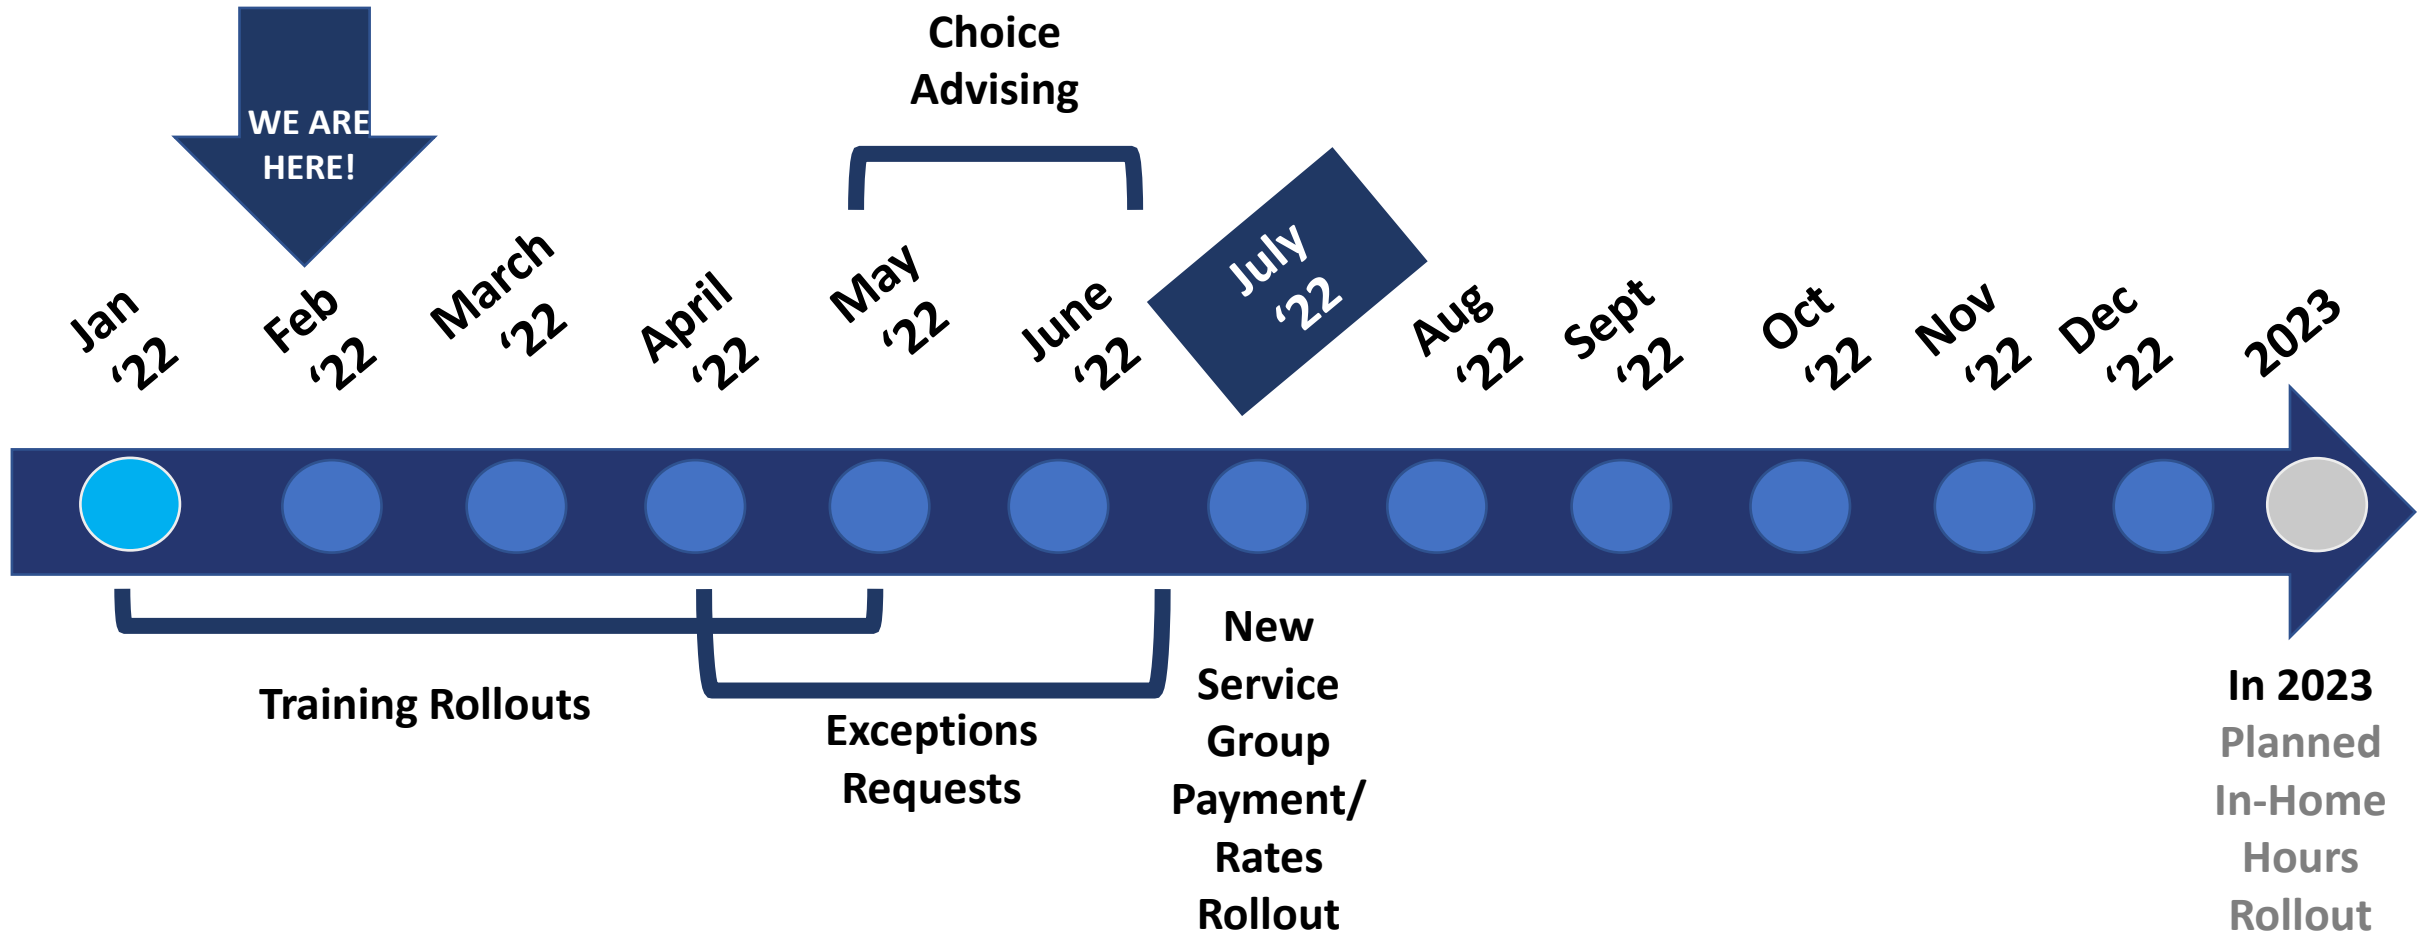 Choice
Advising
WE ARE
HERE!
Jan
‘22
Feb
‘22
March
‘22
April
‘22
May
‘22
June
‘22
July
‘22
Aug
‘22
Sept
‘22
Oct
‘22
Nov
‘22
Dec
‘22
2023
Training Rollouts
Exceptions
Requests
New
Service
Group
Payment/
Rates
Rollout
In 2023
Planned
In-Home
Hours
Rollout